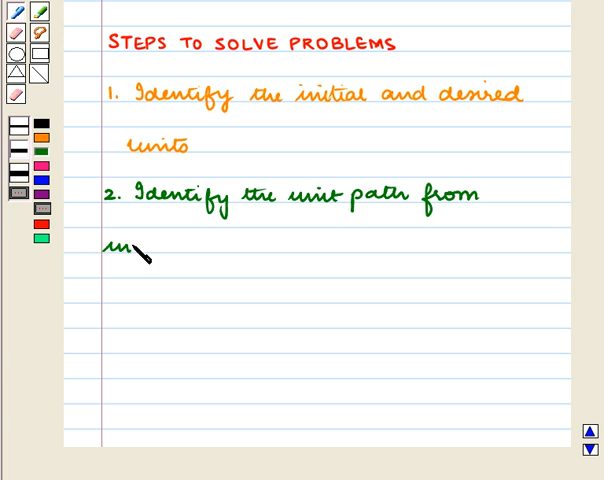 STEPS TO SOLVE PROBLEMS
1. Identify the initial and desired
units
2. Identify the unit path from